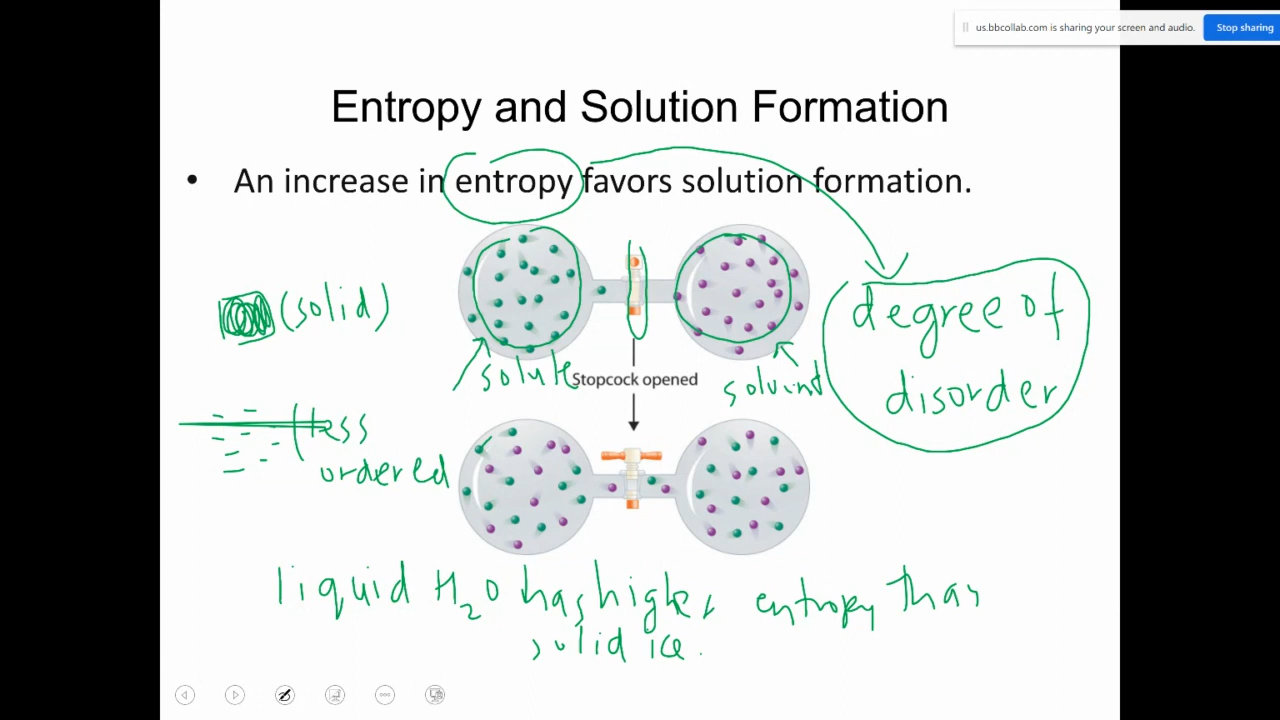 us.bbcollab.com is sharing your screen and audio.
Stop sharing
Entropy and Solution Formation
• An increase in entropy favors solution formation.
(solid)
degree of
disorder
solute
Stopcock opened
solvint
less
ordered
liquid H₂O has higher entropy than
solid ice.